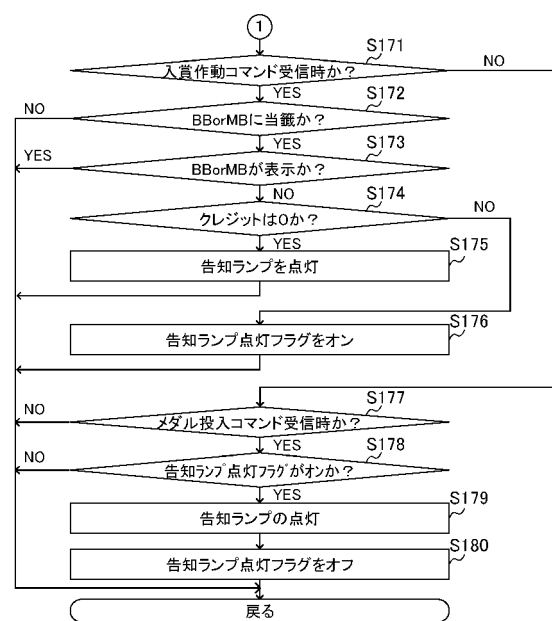 1
S171
入賞作動コマンド受信時か?
NO
YES
S172
NO
BBorMBに当籤か?
YES
S173
YES
BBorMBが表示か?
NO
S174
クレジットは0か?
NO
YES
S175
告知ランプを点灯
S176
告知ランプ点灯フラグをオン
S177
NO
メダル投入コマンド受信時か?
YES
S178
NO
告知ランプ点灯フラグがオンか?
YES
S179
告知ランプの点灯
S180
告知ランプ点灯フラグをオフ
戻る